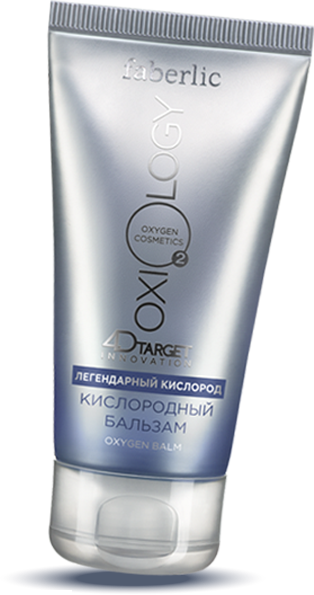 faberlic
OXIOLOGY
OXYGEN
COSMETICS
2
4D TARGET
INNOVATION
ЛЕГЕНДАРНЫЙ КИСЛОРОД
КИСЛОРОДНЫЙ
БАЛЬЗАМ
OXYGEN BALM